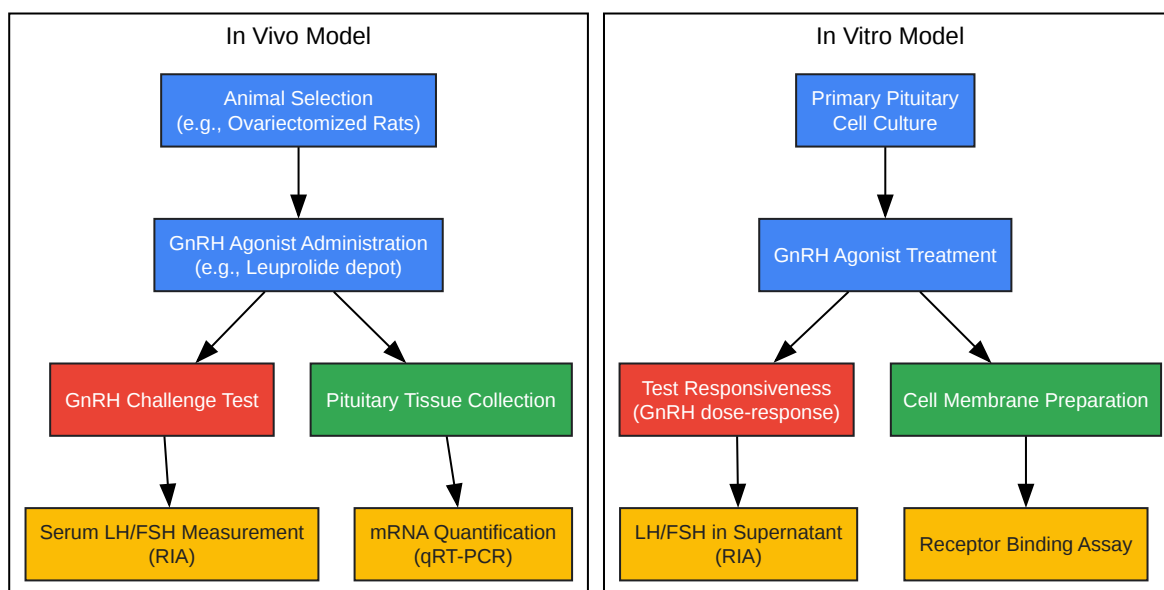 In Vivo Model
Animal Selection
(e.g., Ovariectomized Rats)
GnRH Agonist Administration
(e.g., Leuprolide depot)
GnRH Challenge Test
Pituitary Tissue Collection
Serum LH/FSH Measurement
(RIA)
mRNA Quantification
(qRT-PCR)
In Vitro Model
Primary Pituitary
Cell Culture
GnRH Agonist Treatment
Test Responsiveness
(GnRH dose-response)
Cell Membrane Preparation
LH/FSH in Supernatant
(RIA)
Receptor Binding Assay